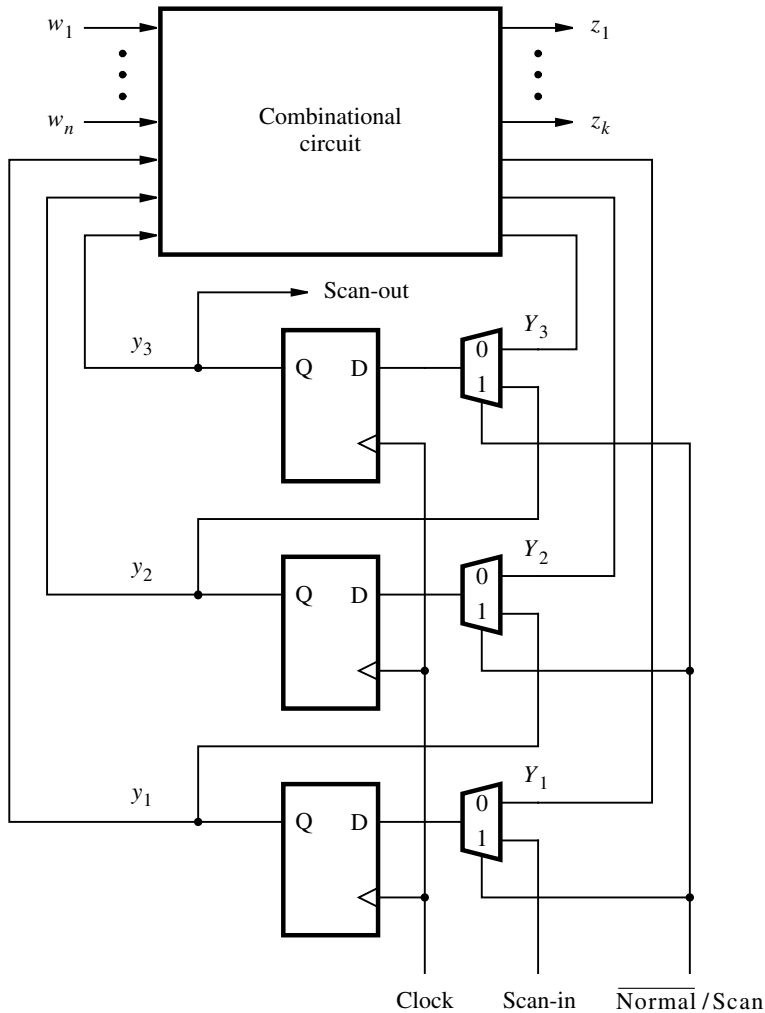 w1
z1
wn
zk
Combinational
circuit
Scan-out
y3
Y3
Q D
0
1
y2
Y2
Q D
0
1
y1
Y1
Q D
0
1
Clock
Scan-in
Normal / Scan